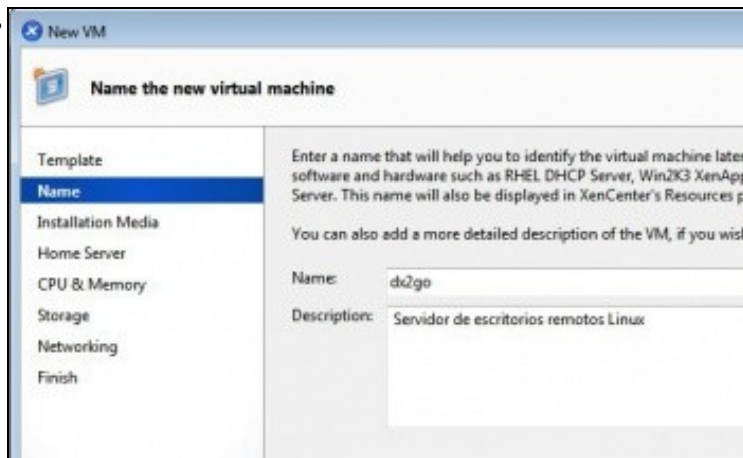 New VM
Name the new virtual machine
Template
Name
Installation Media
Home Server
CPU & Memory
Storage
Networking
Finish
Enter a name that will help you to identify the virtual machine later
software and hardware such as RHEL DHCP Server, Win2K3 XenApp
Server. This name will also be displayed in XenCenter's Resources p
You can also add a more detailed description of the VM, if you wish
Name: dx2go
Description: Servidor de escritorios remotos Linux